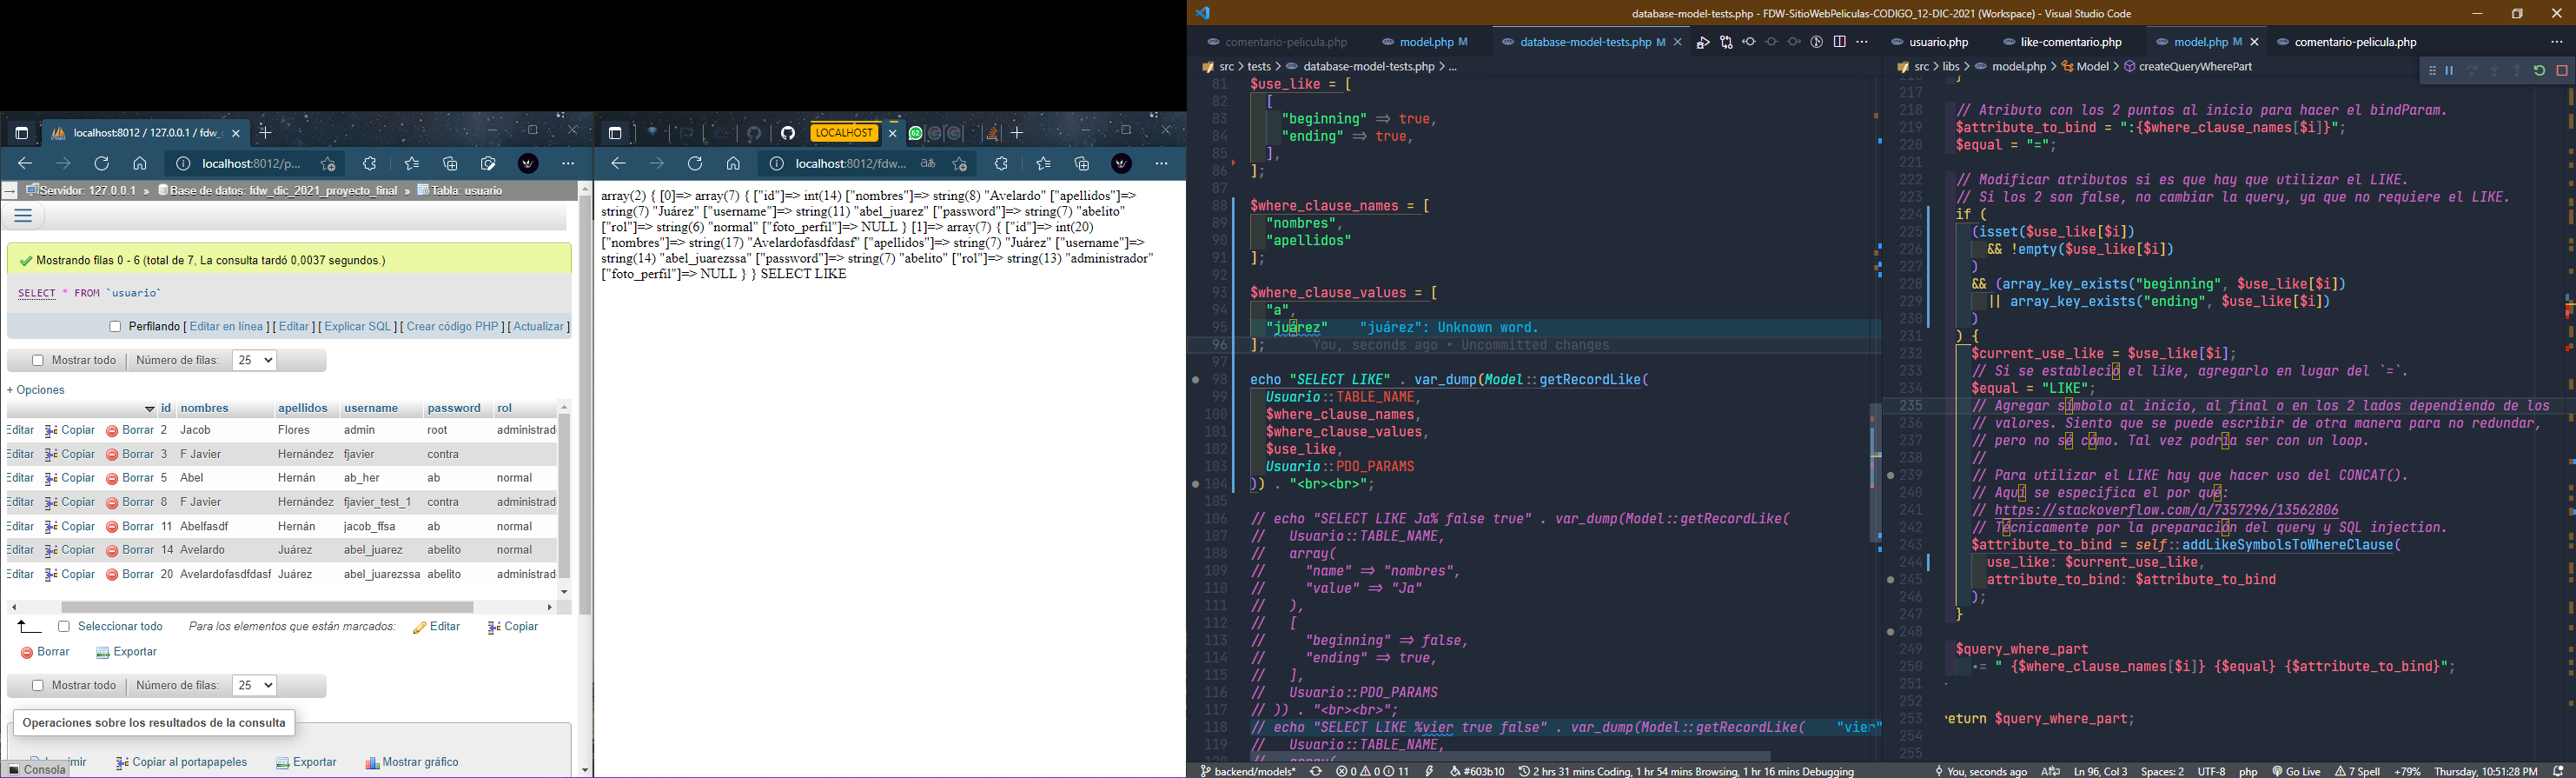 localhost:8012 / 127.0.0.1 / fdw_
localhost:8012/p...
Servidor: 127.0.0.1 » Base de datos: fdw_dic_2021_proyecto_final » Tabla: usuario
Mostrando filas 0 - 6 (total de 7, La consulta tardó 0,0037 segundos.)
SELECT * FROM `usuario`
Perfilando [ Editar en línea ] [ Editar ] [ Explicar SQL ] [ Crear código PHP ] [ Actualizar ]
Mostrar todo | Número de filas: 25
+ Opciones
id nombres apellidos username password rol
Editar Copiar Borrar 2 Jacob Flores admin root administrad
Editar Copiar Borrar 3 F Javier Hernández fjavier contra
Editar Copiar Borrar 5 Abel Hernán ab_her ab normal
Editar Copiar Borrar 8 F Javier Hernández fjavier_test_1 contra administrad
Editar Copiar Borrar 11 Abelfasdf Hernán jacob_ffsa ab normal
Editar Copiar Borrar 14 Avelardo Juárez abel_juarez abelito normal
Editar Copiar Borrar 20 Avelardofasdfdasf Juárez abel_juarezssa abelito administrad
Seleccionar todo Para los elementos que están marcados: Editar Copiar
Borrar Exportar
Mostrar todo | Número de filas: 25
Operaciones sobre los resultados de la consulta
Copiar al portapapeles Exportar Mostrar gráfico
Consola
LOCALHOST
62
localhost:8012/fdw...
array(2) { [0]=> array(7) { ["id"]=> int(14) ["nombres"]=> string(8) "Avelardo" ["apellidos"]=>
string(7) "Juárez" ["username"]=> string(11) "abel_juarez" ["password"]=> string(7) "abelito"
["rol"]=> string(6) "normal" ["foto_perfil"]=> NULL } [1]=> array(7) { ["id"]=> int(20)
["nombres"]=> string(17) "Avelardofasdfdasf" ["apellidos"]=> string(7) "Juárez" ["username"]=>
string(14) "abel_juarezssa" ["password"]=> string(7) "abelito" ["rol"]=> string(13) "administrador"
["foto_perfil"]=> NULL } } SELECT LIKE
database-model-tests.php - FDW-SitioWebPeliculas-CODIGO_12-DIC-2021 (Workspace) - Visual Studio Code
comentario-pelicula.php model.php M database-model-tests.php M
src > tests > database-model-tests.php > ...
81 $use_like = [
82 [
83 "beginning" => true,
84 "ending" => true,
85 ],
86 ];
87
88 $where_clause_names = [
89 "nombres",
90 "apellidos"
91 ];
92
93 $where_clause_values = [
94 "a",
95 "juárez" "juárez": Unknown word.
96 ]; You, seconds ago • Uncommitted changes
97
98 echo "SELECT LIKE" . var_dump(Model::getRecordLike(
99 Usuario::TABLE_NAME,
100 $where_clause_names,
101 $where_clause_values,
102 $use_like,
103 Usuario::PDO_PARAMS
104 )) . "<br><br>";
105
106 // echo "SELECT LIKE Ja% false true" . var_dump(Model::getRecordLike(
107 // Usuario::TABLE_NAME,
108 // array(
109 // "name" => "nombres",
110 // "value" => "Ja"
111 // ),
112 // [
113 // "beginning" => false,
114 // "ending" => true,
115 // ],
116 // Usuario::PDO_PARAMS
117 // )) . "<br><br>";
118 // echo "SELECT LIKE %vier true false" . var_dump(Model::getRecordLike( "vier"
119 // Usuario::TABLE_NAME,
usuario.php like-comentario.php model.php M comentario-pelicula.php
src > libs > model.php > Model > createQueryWherePart
217
218 // Atributo con los 2 puntos al inicio para hacer el bindParam.
219 $attribute_to_bind = ":{$where_clause_names[$i]}";
220 $equal = "=";
221
222 // Modificar atributos si es que hay que utilizar el LIKE.
223 // Si los 2 son false, no cambiar la query, ya que no requiere el LIKE.
224 if (
225 (isset($use_like[$i])
226 && !empty($use_like[$i])
227 )
228 && (array_key_exists("beginning", $use_like[$i])
229 || array_key_exists("ending", $use_like[$i])
230 )
231 ) {
232 $current_use_like = $use_like[$i];
233 // Si se estableció el like, agregarlo en lugar del `=`.
234 $equal = "LIKE";
235 // Agregar símbolo al inicio, al final o en los 2 lados dependiendo de los
236 // valores. Siento que se puede escribir de otra manera para no redundar,
237 // pero no sé cómo. Tal vez podría ser con un loop.
238 //
239 // Para utilizar el LIKE hay que hacer uso del CONCAT().
240 // Aquí se especifica el por qué:
241 // https://stackoverflow.com/a/7357296/13562806
242 // Técnicamente por la preparación del query y SQL injection.
243 $attribute_to_bind = self::addLikeSymbolsToWhereClause(
244 use_like: $current_use_like,
245 attribute_to_bind: $attribute_to_bind
246 );
247 }
248
249 $query_where_part
250 .= " {$where_clause_names[$i]} {$equal} {$attribute_to_bind}";
251
252
253 return $query_where_part;
254
255
backend/models* 0 0 11 #603b10 2 hrs 31 mins Coding, 1 hr 54 mins Browsing, 1 hr 16 mins Debugging You, seconds ago Ln 96, Col 3 Spaces: 2 UTF-8 php Go Live 7 Spell +79% Thursday, 10:51:28 PM